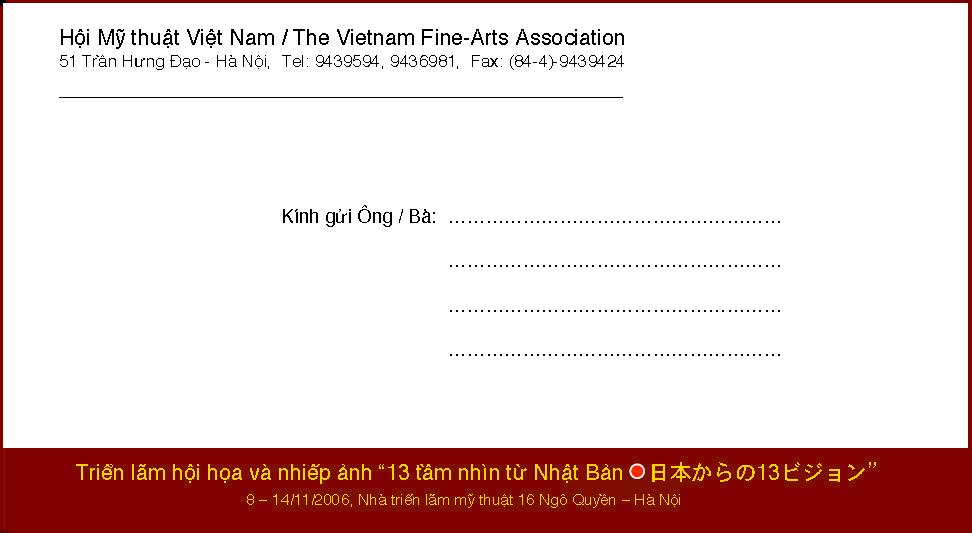 Hội Mỹ thuật Việt Nam / The Vietnam Fine-Arts Association
51 Trần Hưng Đạo - Hà Nội, Tel: 9439594, 9436981, Fax: (84-4)-9439424
Kính gửi Ông / Bà: ………………………………………………
………………………………………………
………………………………………………
………………………………………………
Triển lãm hội họa và nhiếp ảnh “13 tầm nhìn từ Nhật Bản 日本からの13ビジョン”
8 – 14/11/2006, Nhà triển lãm mỹ thuật 16 Ngô Quyền – Hà Nội